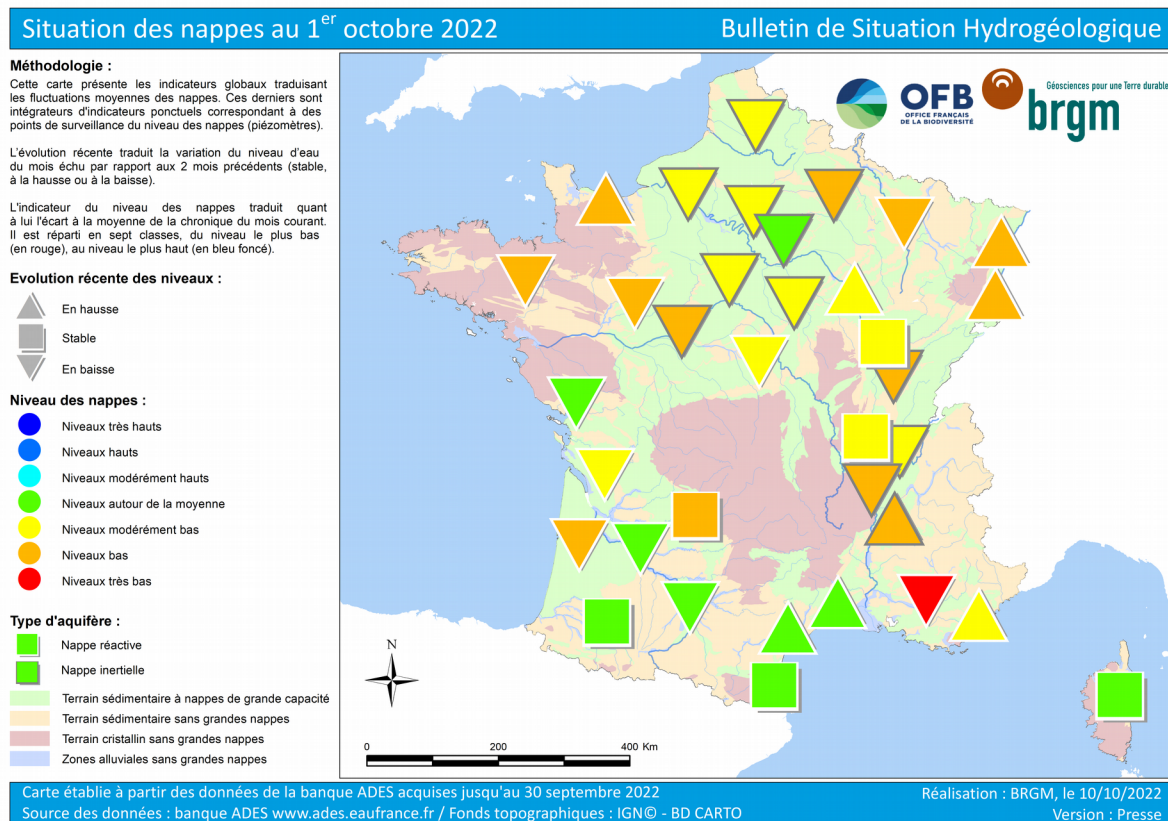 Situation des nappes au 1er octobre 2022
Bulletin de Situation Hydrogéologique
Méthodologie :
Cette carte présente les indicateurs globaux traduisant
les fluctuations moyennes des nappes. Ces derniers sont
intégrateurs d'indicateurs ponctuels correspondant à des
points de surveillance du niveau des nappes (piézomètres).
L'évolution récente traduit la variation du niveau d'eau
du mois échu par rapport aux 2 mois précédents (stable,
à la hausse ou à la baisse).
L'indicateur du niveau des nappes traduit quant
à lui l'écart à la moyenne de la chronique du mois courant.
Il est réparti en sept classes, du niveau le plus bas
(en rouge), au niveau le plus haut (en bleu foncé).
Evolution récente des niveaux :
En hausse
Stable
En baisse
Niveau des nappes :
Niveaux très hauts
Niveaux hauts
Niveaux modérément hauts
Niveaux autour de la moyenne
Niveaux modérément bas
Niveaux bas
Niveaux très bas
Type d'aquifère :
Nappe réactive
Nappe inertielle
Terrain sédimentaire à nappes de grande capacité
Terrain sédimentaire sans grandes nappes
Terrain cristallin sans grandes nappes
Zones alluviales sans grandes nappes
OFB
OFFICE FRANÇAIS
DE LA BIODIVERSITÉ
Géosciences pour une Terre durable
brgm
N
0 200 400 Km
Carte établie à partir des données de la banque ADES acquises jusqu'au 30 septembre 2022
Source des données : banque ADES www.ades.eaufrance.fr / Fonds topographiques : IGN© - BD CARTO
Réalisation : BRGM, le 10/10/2022
Version : Presse